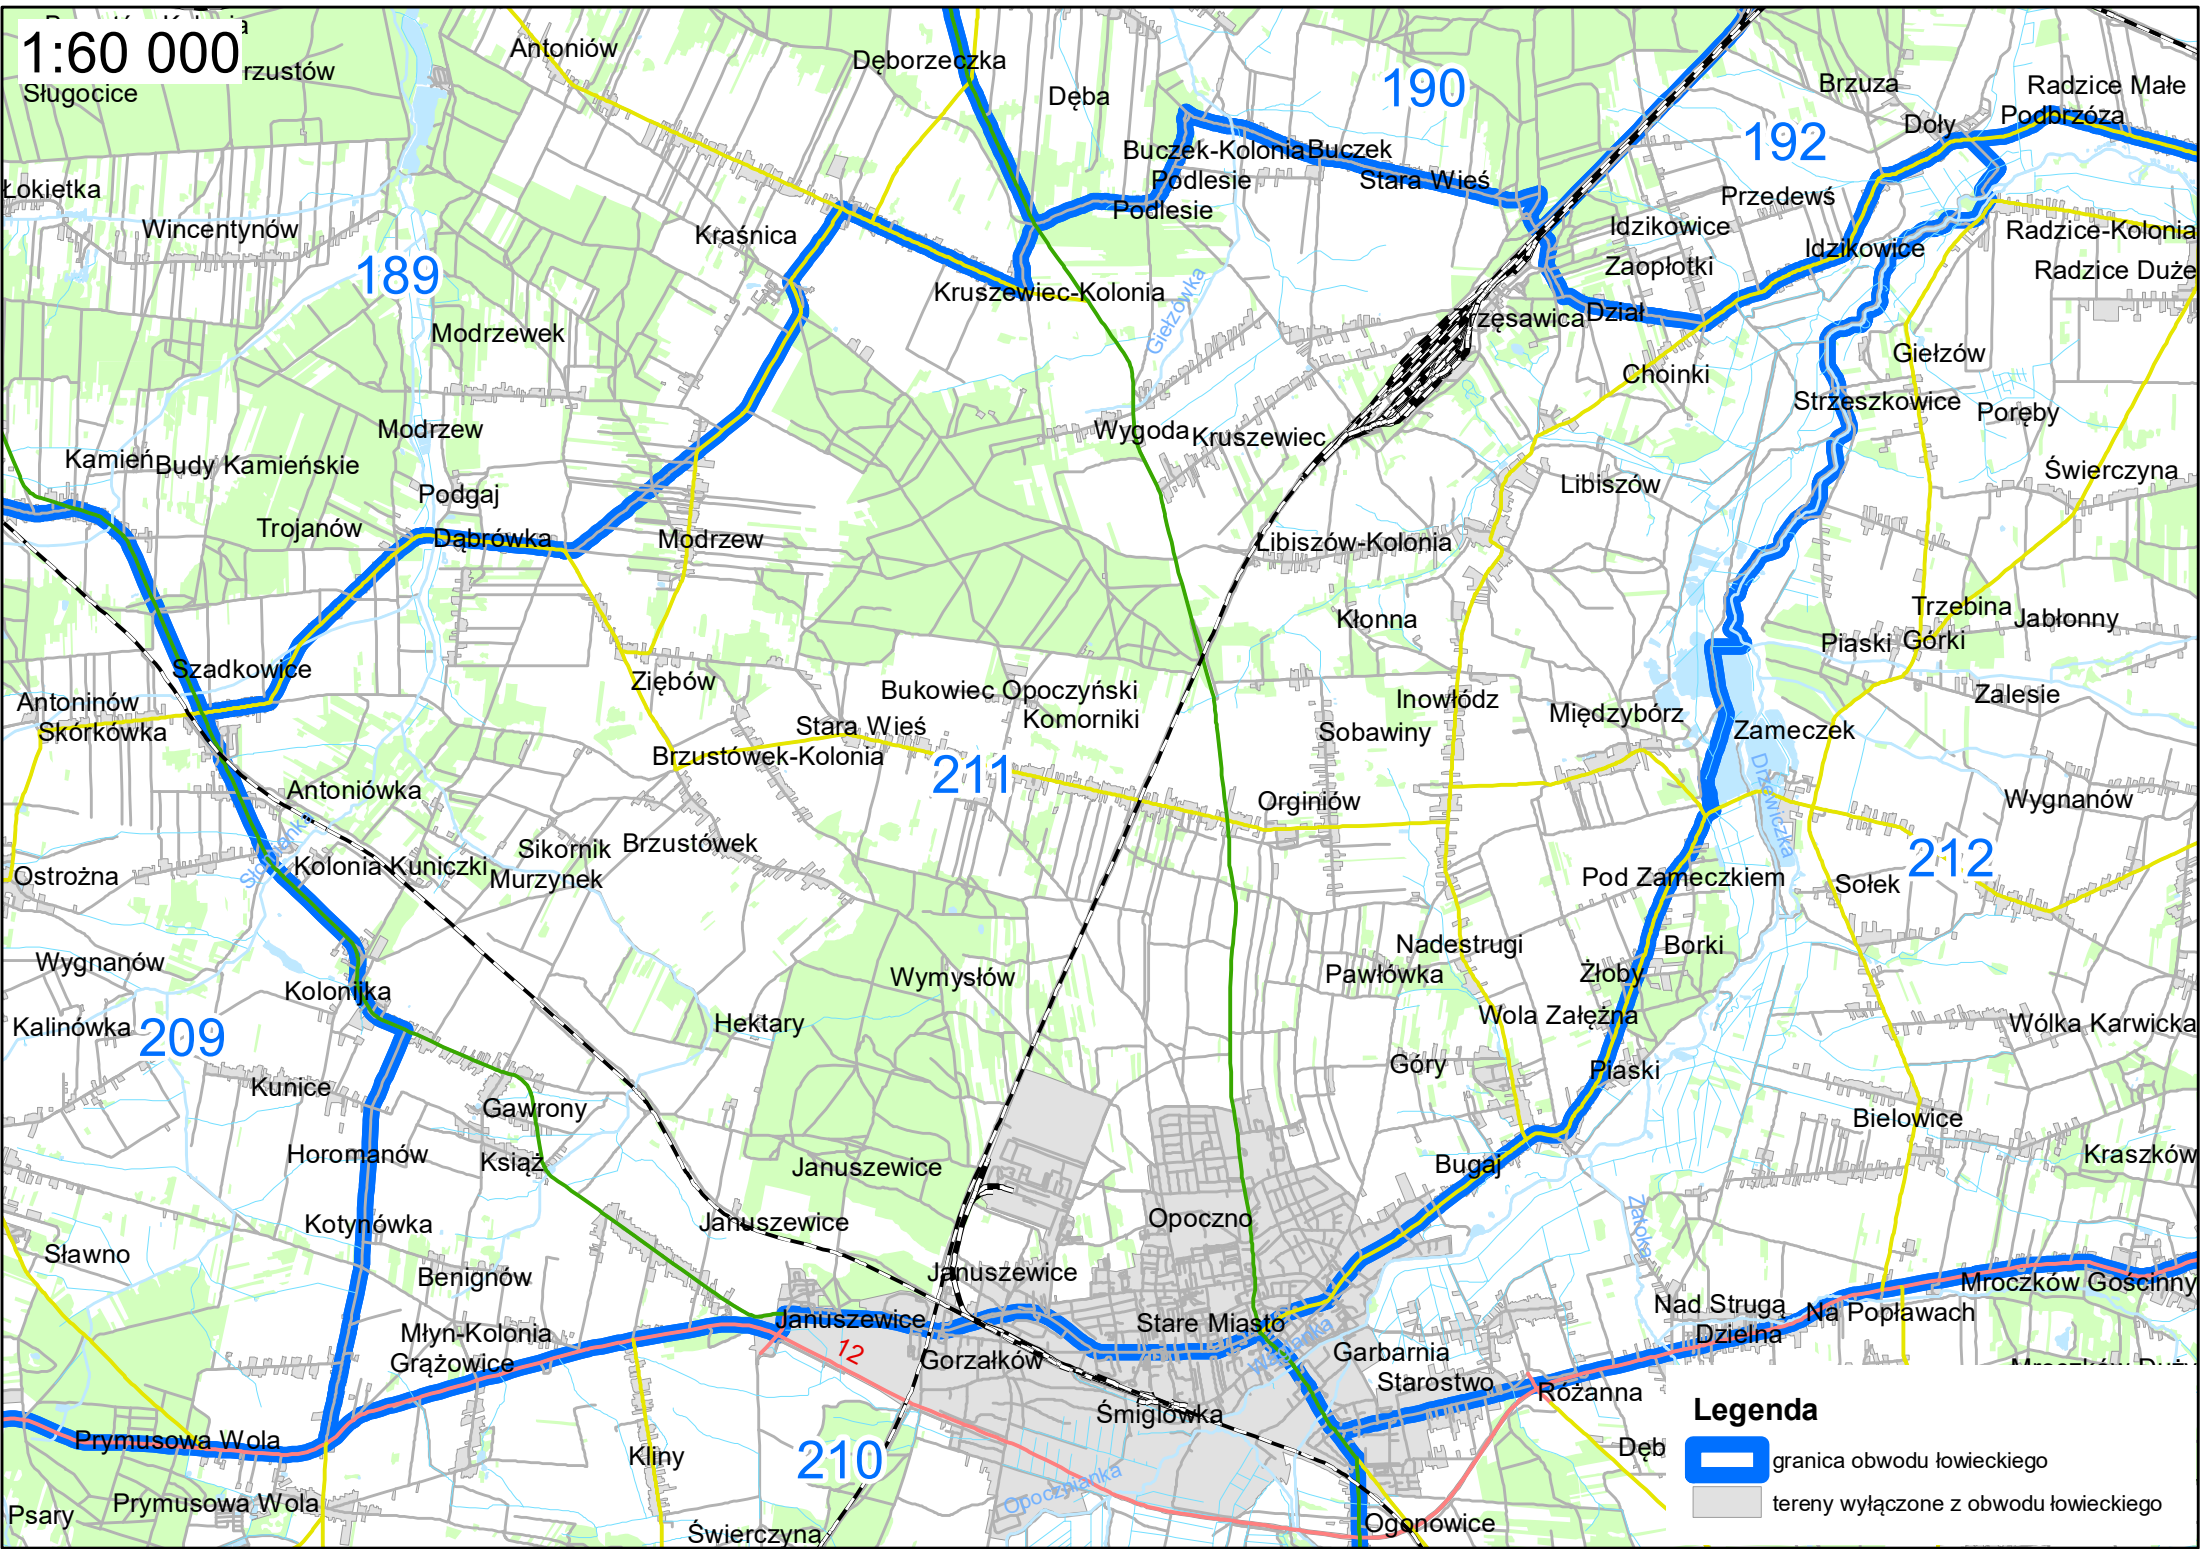 1:60 000
rzustów
Sługocice
Antoniów
Dęborzeczka
Dęba
190
Brzuza
Radzice Małe
Podbrzóza
Doły
192
Buczek-Kolonia
Buczek
Podlesie
Stara Wieś
Podlesie
Przedewś
Łokietka
Wincentynów
Kraśnica
Idzikowice
Idzikowice
Radzice-Kolonia
Zaopłotki
Radzice Duże
189
Kruszewiec-Kolonia
Giełzówka
rzęsawica
Dział
Modrzewek
Giełzów
Choinki
Strzeszkowice
Poręby
Modrzew
Wygoda
Kruszewiec
Kamień
Budy Kamieńskie
Świerczyna
Podgaj
Libiszów
Trojanów
Dąbrówka
Modrzew
Libiszów-Kolonia
Kłonna
Trzebina
Jabłonny
Piaski
Górki
Szadkowice
Ziębów
Bukowiec Opoczyński
Inowłódz
Zalesie
Antoninów
Skórkówka
Stara Wieś
Komorniki
Sobawiny
Międzybórz
Zameczek
Brzustówek-Kolonia
211
Drzewiczka
Antoniówka
Orginiów
Wygnanów
Sikornik
Brzustówek
Kolonia Kuniczki
Murzynek
212
Ostrożna
Pod Zameczkiem
Sołek
Nadestrugi
Borki
Wygnanów
Wymysłów
Pawłówka
Żłoby
Kolonijka
Kalinówka
209
Hektary
Wola Załężna
Wólka Karwicka
Góry
Piaski
Kunice
Gawrony
Bielowice
Horomanów
Książ
Januszewice
Bugaj
Kraszków
Kotynówka
Januszewice
Opoczno
Zatoka
Sławno
Benignów
Januszewice
Mroczków Gościnny
Nad Strugą
Na Popławach
Młyn-Kolonia
Januszewice
Stare Miasto
Dzielna
Grążowice
12
Gorzałków
Garbarnia
Starostwo
Różanna
Śmiglówka
Prymusowa Wola
Kliny
210
Opocznianka
Dęb
Psary
Prymusowa Wola
Świerczyna
Ogonowice
Legenda
granica obwodu łowieckiego
tereny wyłączone z obwodu łowieckiego